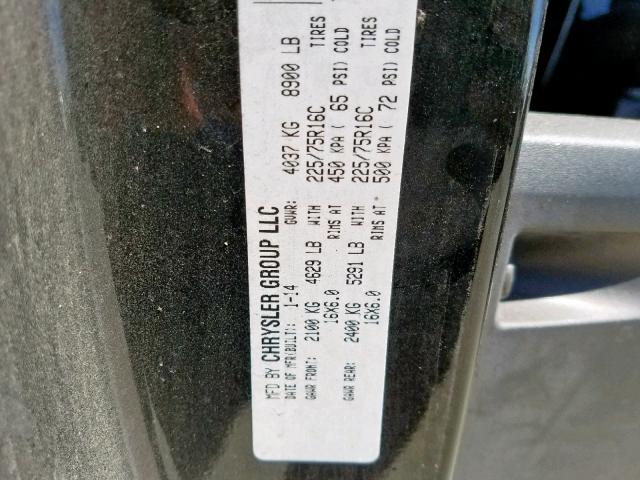 MFD BY CHRYSLER GROUP LLC
DATE OF MFR(BUILT): 1-14 GVWR: 4037 KG 8900 LB
GAWR FRONT: 2100 KG 4629 LB WITH 225/75R16C TIRES
16X6.0 RIMS AT 450 KPA ( 65 PSI) COLD
GAWR REAR: 2400 KG 5291 LB WITH 225/75R16C TIRES
16X6.0 RIMS AT 500 KPA ( 72 PSI) COLD